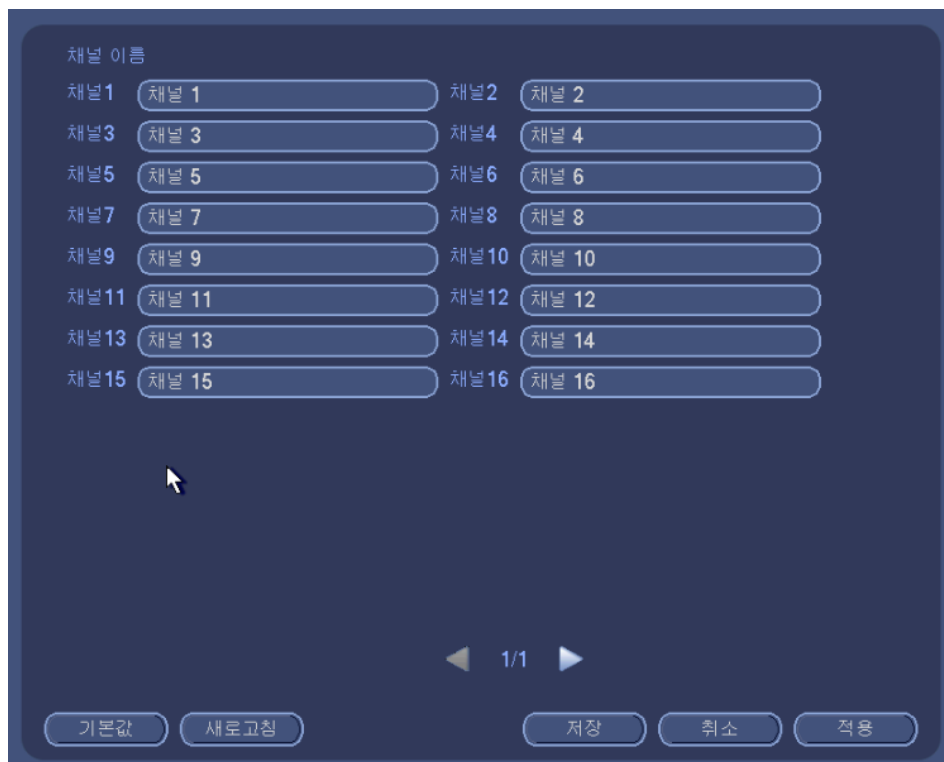 채널 이름
채널1 채널 1 채널2 채널 2
채널3 채널 3 채널4 채널 4
채널5 채널 5 채널6 채널 6
채널7 채널 7 채널8 채널 8
채널9 채널 9 채널10 채널 10
채널11 채널 11 채널12 채널 12
채널13 채널 13 채널14 채널 14
채널15 채널 15 채널16 채널 16
1/1
기본값 새로고침 저장 취소 적용